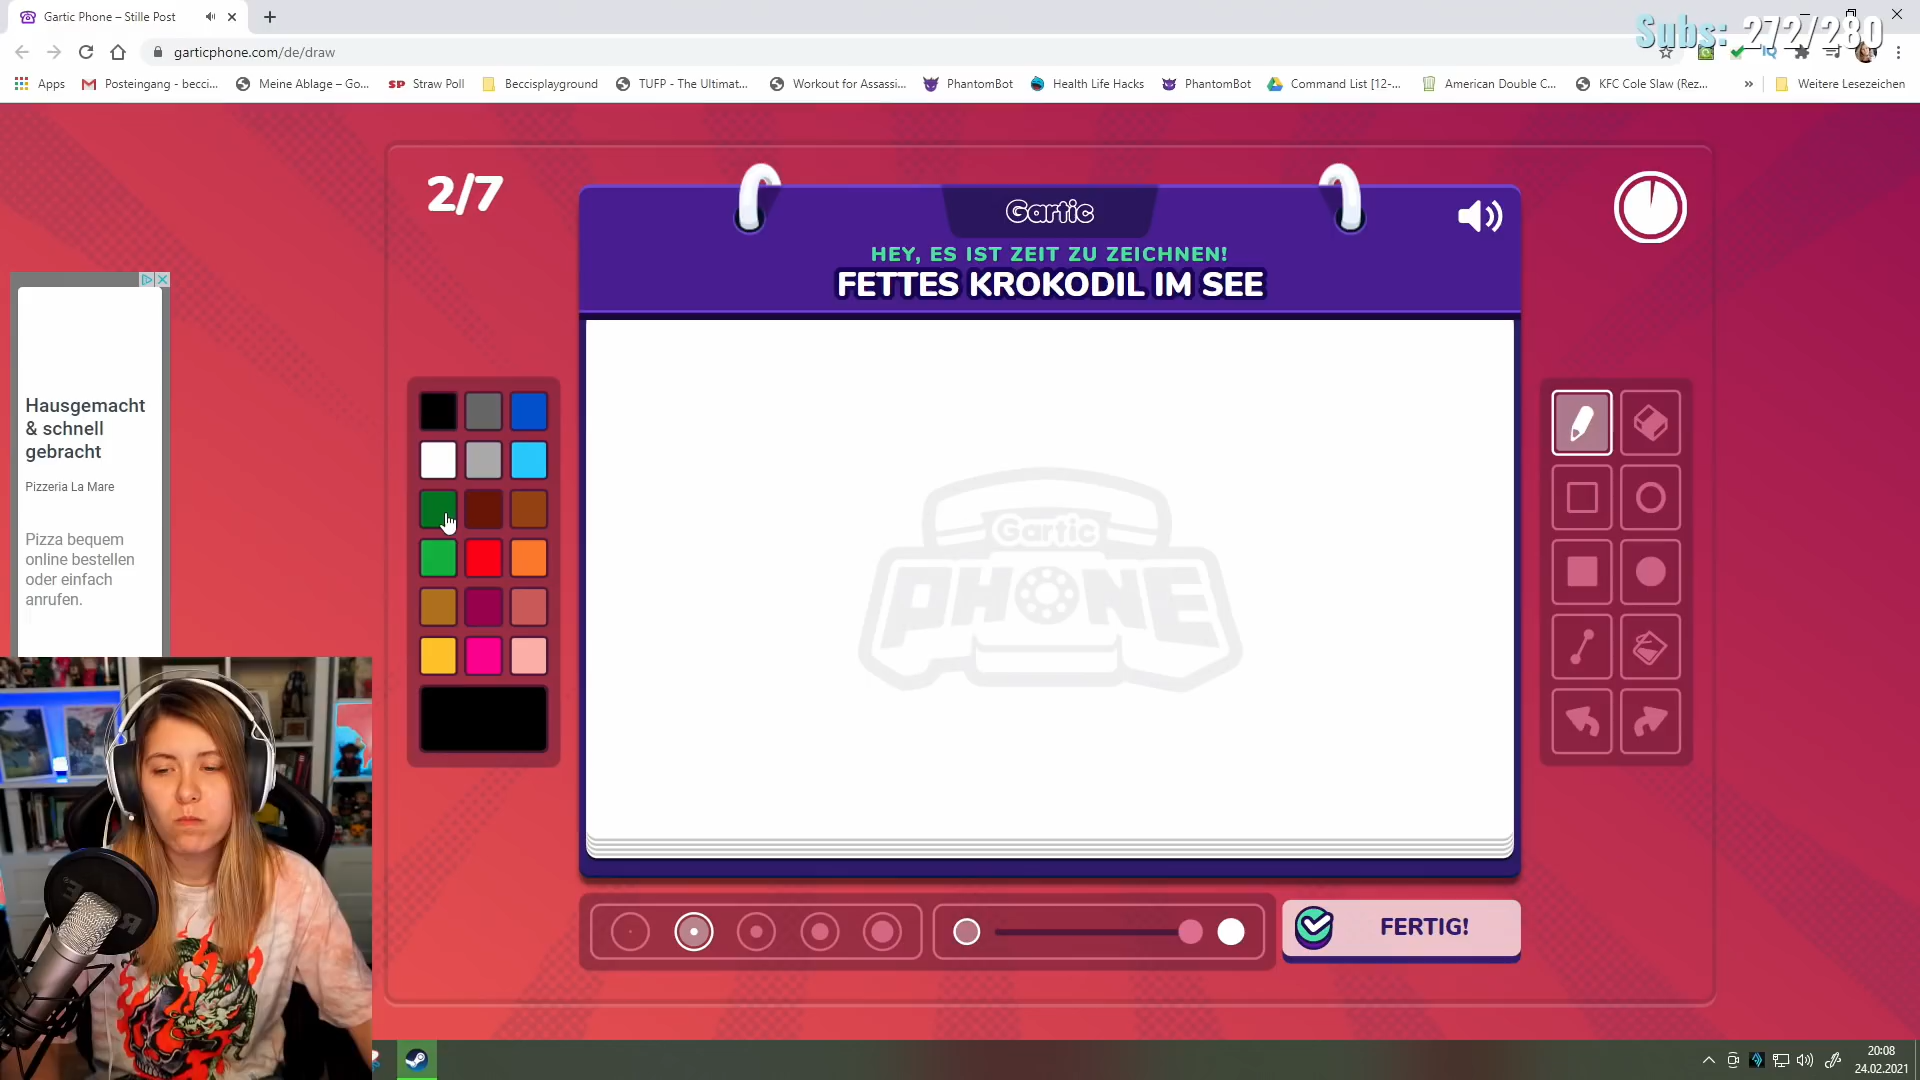 Gartic Phone – Stille Post
Subs: 272/280
garticphone.com/de/draw
Apps
Posteingang - becci...
Meine Ablage – Go...
SP Straw Poll
Beccisplayground
TUFP - The Ultimat...
Workout for Assassi...
PhantomBot
Health Life Hacks
PhantomBot
Command List [12-...
American Double C...
KFC Cole Slaw (Rez...
»
Weitere Lesezeichen
2/7
Gartic
HEY, ES IST ZEIT ZU ZEICHNEN!
FETTES KROKODIL IM SEE
Hausgemacht
& schnell
gebracht
Pizzeria La Mare
Pizza bequem
online bestellen
oder einfach
anrufen.
Gartic
PHONE
FERTIG!
20:08
24.02.2021